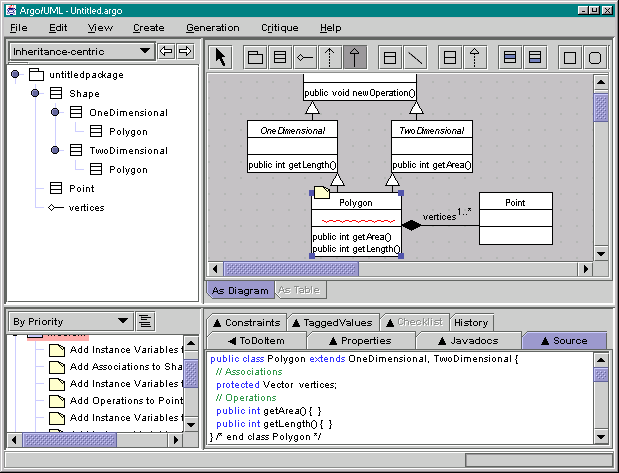 Argo/UML - Untitled.argo
File Edit View Create Generation Critique Help
Inheritance-centric
untitledpackage
Shape
OneDimensional
Polygon
TwoDimensional
Polygon
Point
vertices
public void newOperation()
OneDimensional
public int getLength()
TwoDimensional
public int getArea()
Polygon
public int getArea()
public int getLength()
vertices 1..*
Point
As Diagram As Table
By Priority
Add Instance Variables t
Add Associations to Sha
Add Instance Variables t
Add Operations to Point
Add Instance Variables t
Constraints TaggedValues Checklist History
ToDoItem Properties Javadocs Source
public class Polygon extends OneDimensional, TwoDimensional {
// Associations
protected Vector vertices;
// Operations
public int getArea() { }
public int getLength() { }
} /* end class Polygon */